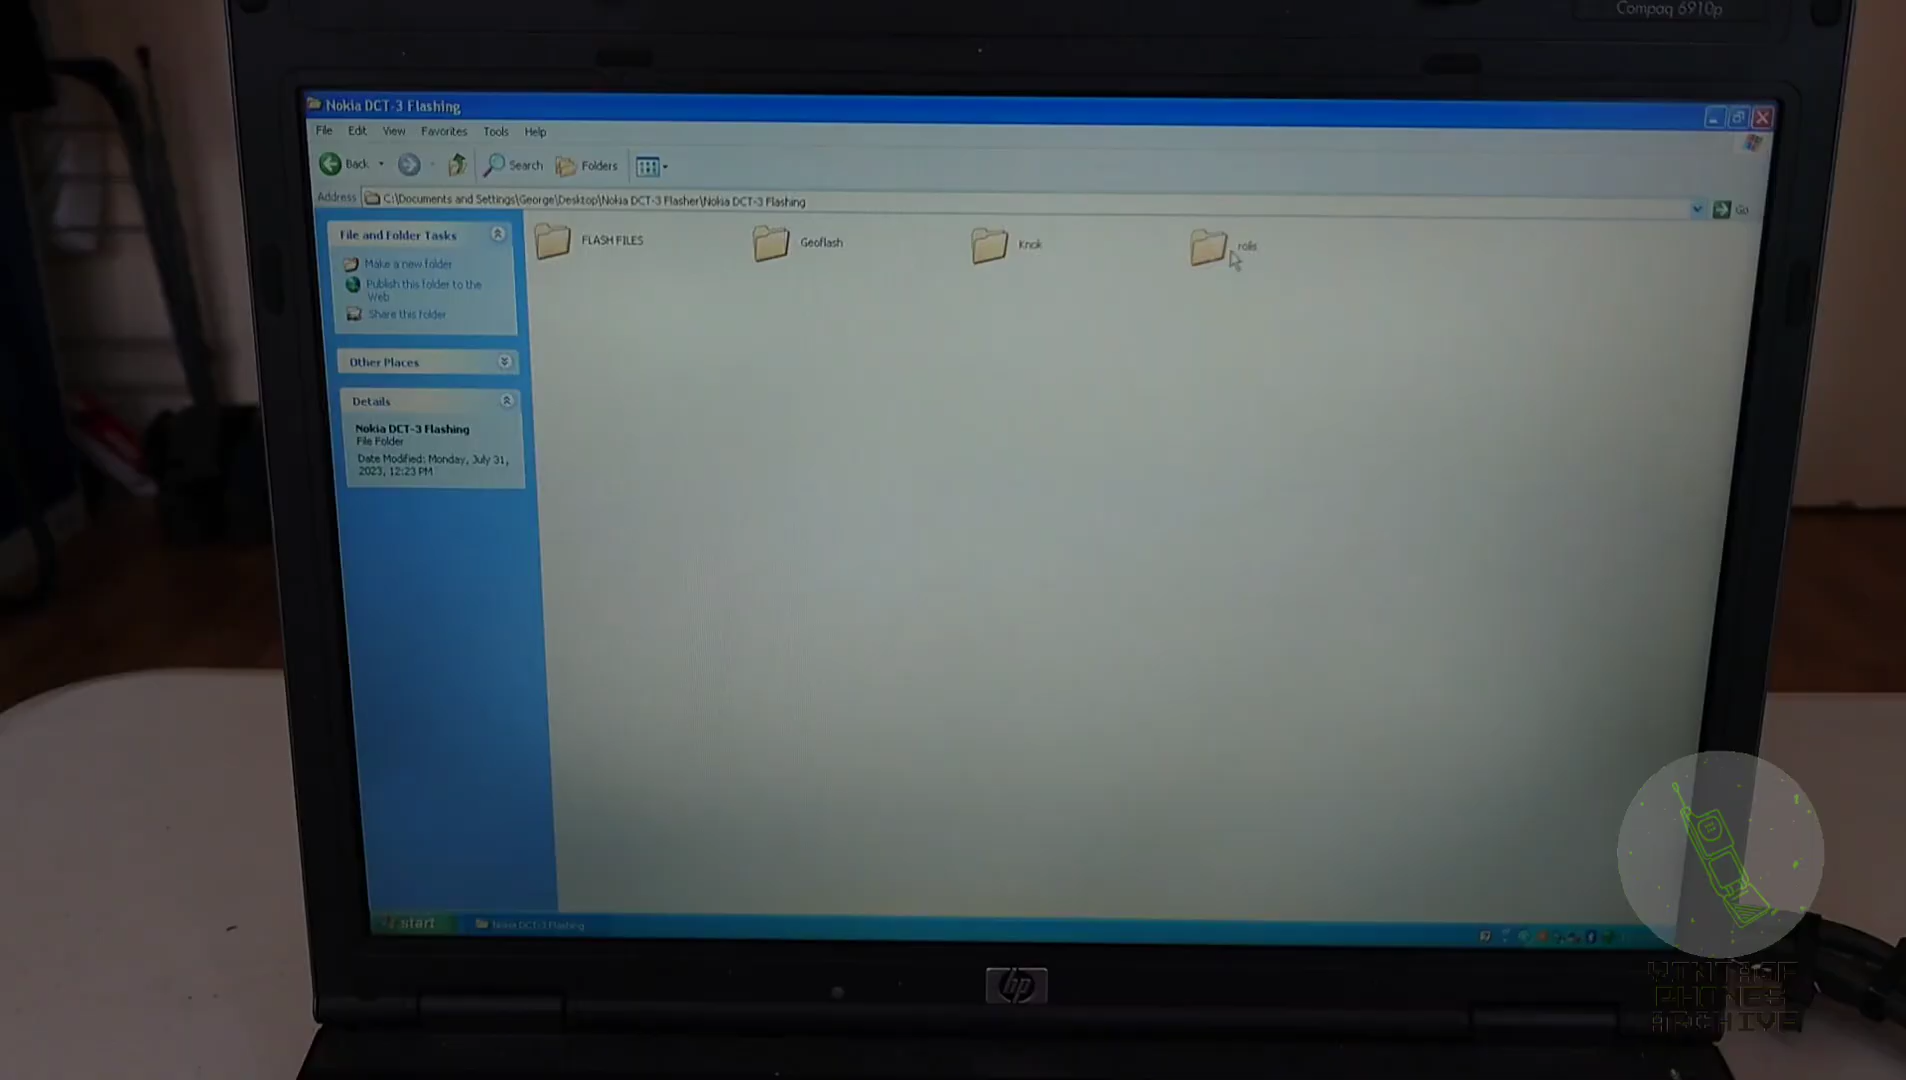 Compaq 6910p
Nokia DCT-3 Flashing
File Edit View Favorites Tools Help
Back Search Folders
Address C:\Documents and Settings\George\Desktop\Nokia DCT-3 Flasher\Nokia DCT-3 Flashing Go
File and Folder Tasks
Make a new folder
Publish this folder to the
Web
Share this folder
Other Places
Details
Nokia DCT-3 Flashing
File Folder
Date Modified: Monday, July 31,
2023, 12:23 PM
FLASH FILES Geoflash Knok rolis
start Nokia DCT-3 Flashing
hp
VINTAGE
PHONES
ARCHIVE